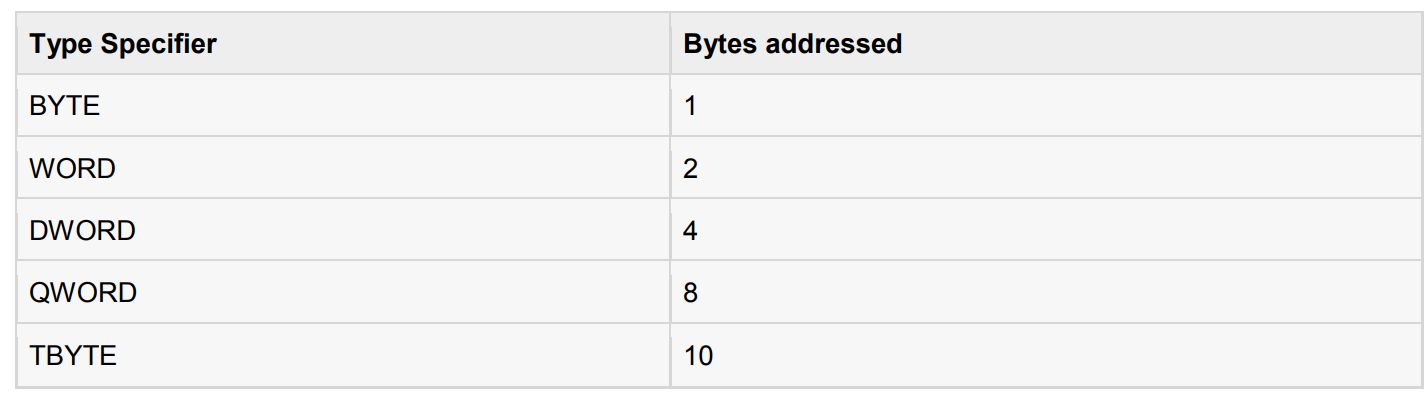 Type Specifier Bytes addressed
BYTE 1
WORD 2
DWORD 4
QWORD 8
TBYTE 10